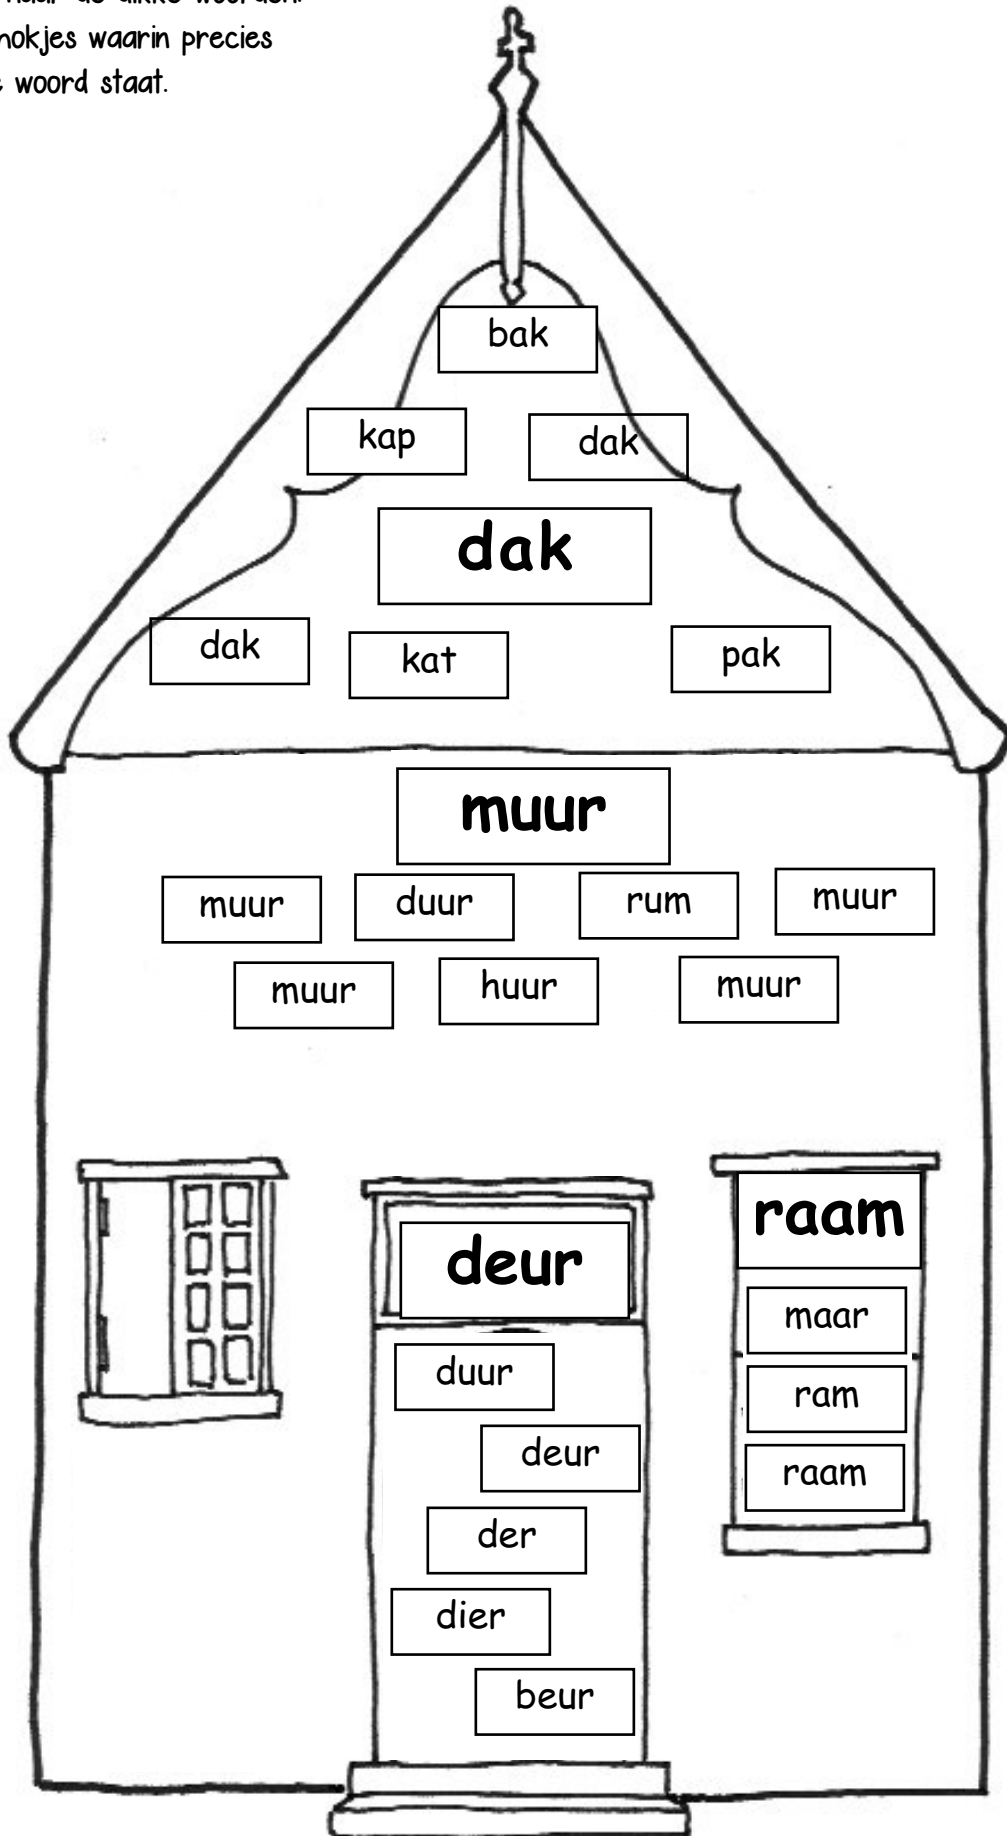 naar de dikke woorden.
hokjes waarin precies
woord staat.
bak
kap dak
dak
dak kat pak
muur
muur duur rum muur
muur huur muur
raam
deur
maar
duur
ram
deur
raam
der
dier
beur